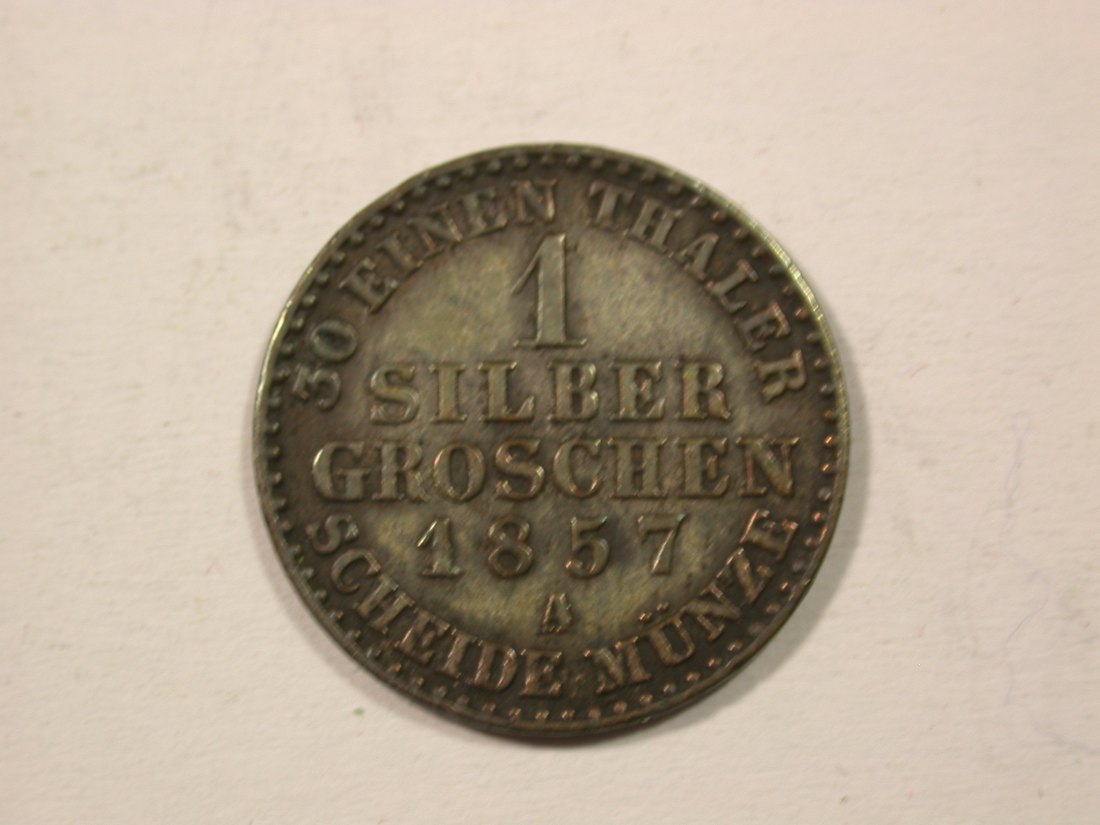 30 EINEN THALER
1
SILBER
GROSCHEN
1857
A
SCHEIDE MÜNZE